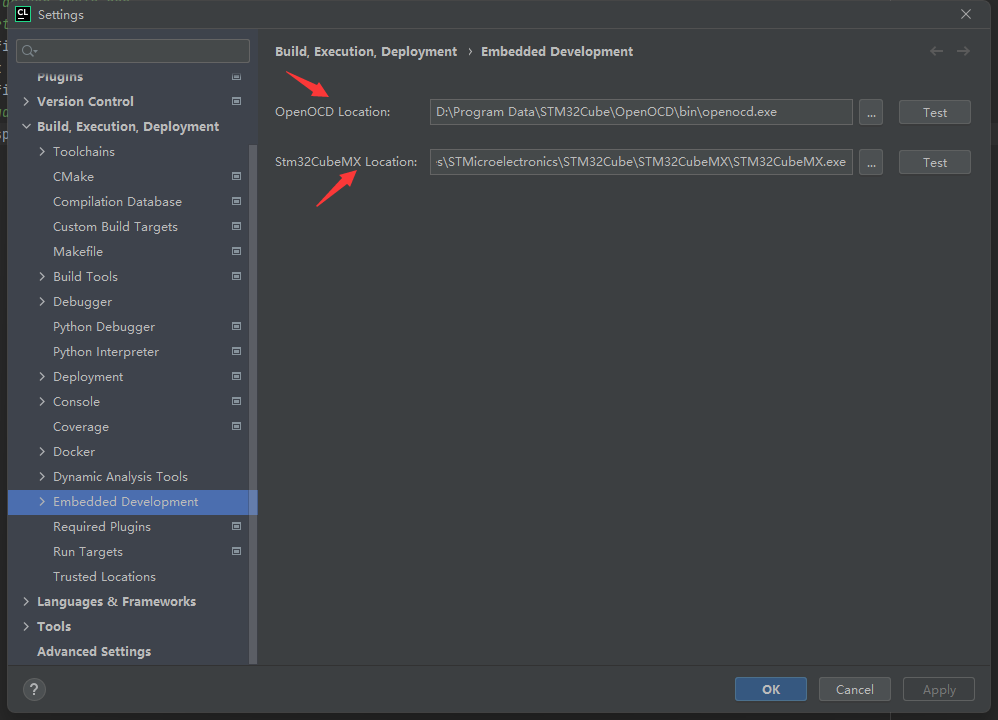 CL Settings
Plugins
Version Control
Build, Execution, Deployment
Toolchains
CMake
Compilation Database
Custom Build Targets
Makefile
Build Tools
Debugger
Python Debugger
Python Interpreter
Deployment
Console
Coverage
Docker
Dynamic Analysis Tools
Embedded Development
Required Plugins
Run Targets
Trusted Locations
Languages & Frameworks
Tools
Advanced Settings
Build, Execution, Deployment › Embedded Development
OpenOCD Location: D:\Program Data\STM32Cube\OpenOCD\bin\openocd.exe ... Test
Stm32CubeMX Location: s\STMicroelectronics\STM32Cube\STM32CubeMX\STM32CubeMX.exe ... Test
? OK Cancel Apply